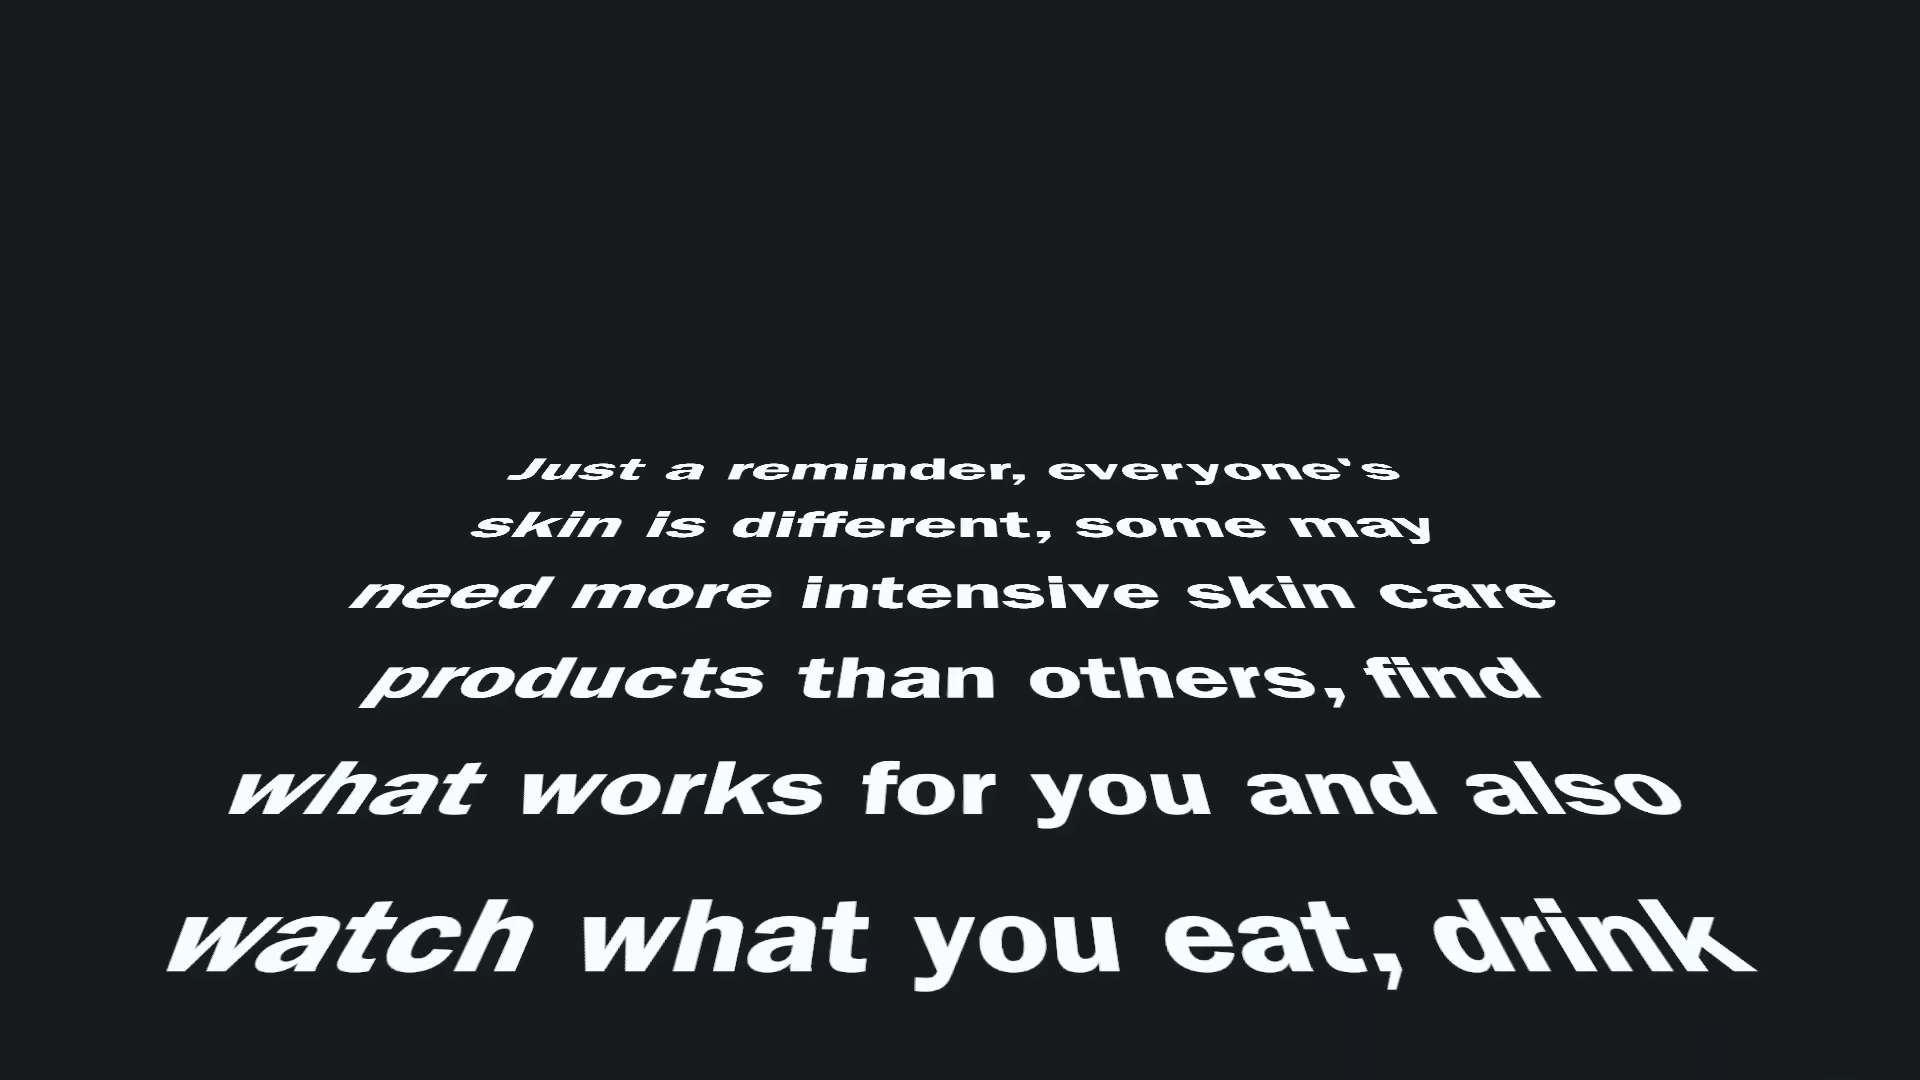 Just a reminder, everyone's
skin is different, some may
need more intensive skin care
products than others, find
what works for you and also
watch what you eat, drink